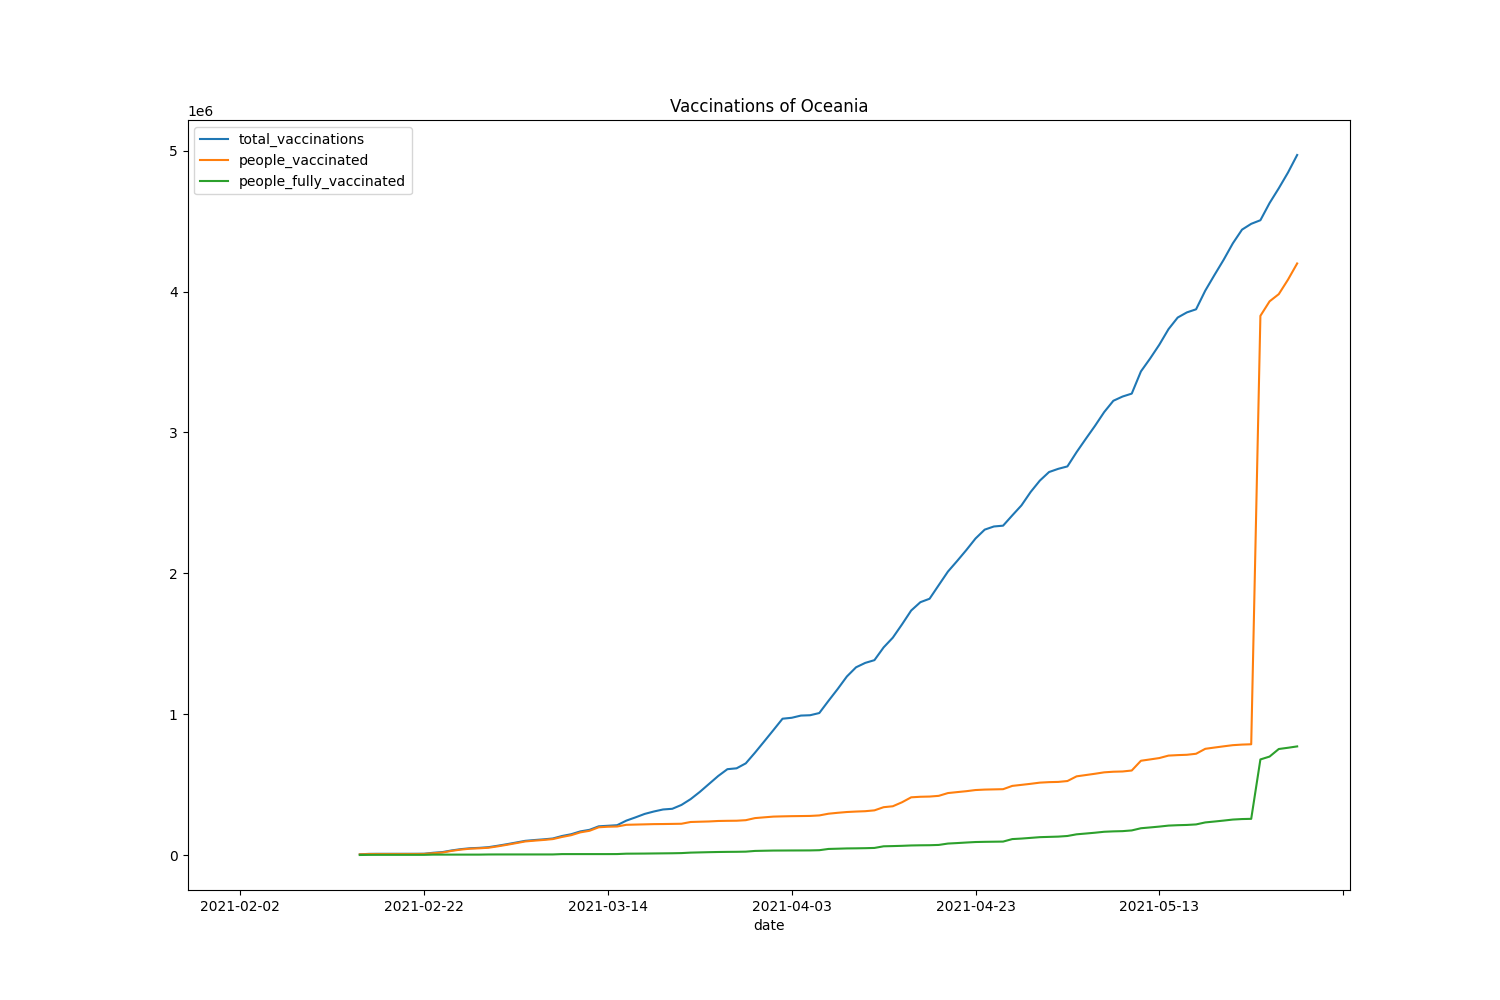 Vaccinations of Oceania
1e6
total_vaccinations
people_vaccinated
people_fully_vaccinated
5
4
3
2
1
0
2021-02-02 2021-02-22 2021-03-14 2021-04-03 2021-04-23 2021-05-13
date